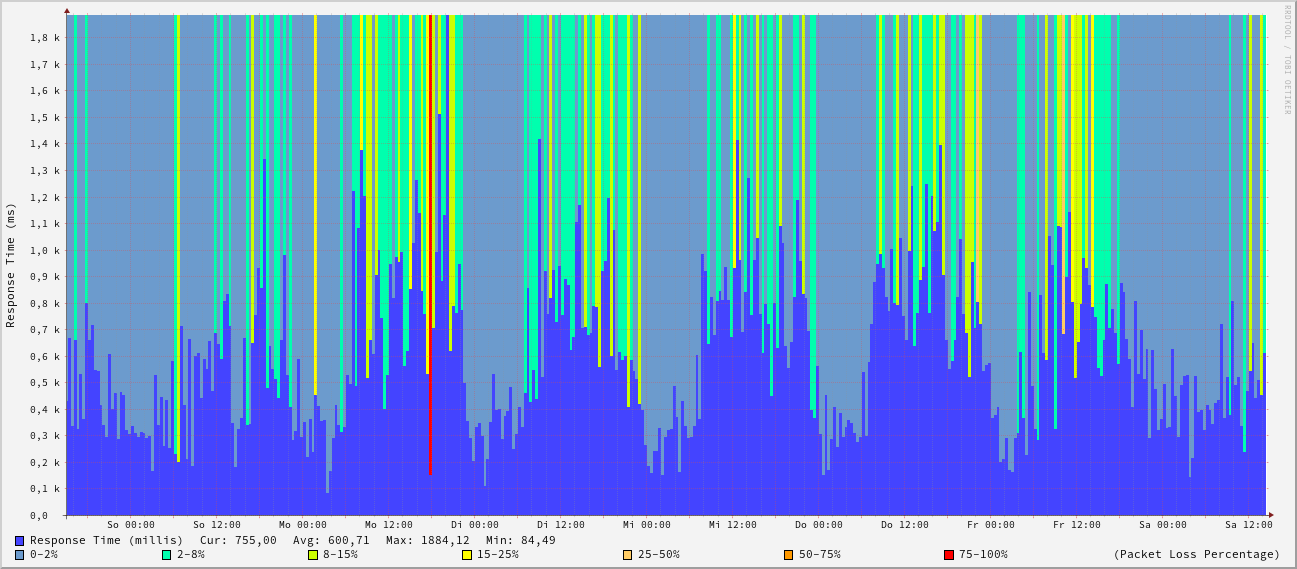 RRDTOOL / TOBI OETIKER
Response Time (ms)
1,8 k
1,7 k
1,6 k
1,5 k
1,4 k
1,3 k
1,2 k
1,1 k
1,0 k
0,9 k
0,8 k
0,7 k
0,6 k
0,5 k
0,4 k
0,3 k
0,2 k
0,1 k
0,0
So 00:00 So 12:00 Mo 00:00 Mo 12:00 Di 00:00 Di 12:00 Mi 00:00 Mi 12:00 Do 00:00 Do 12:00 Fr 00:00 Fr 12:00 Sa 00:00 Sa 12:00
Response Time (millis) Cur: 755,00 Avg: 600,71 Max: 1884,12 Min: 84,49
0-2% 2-8% 8-15% 15-25% 25-50% 50-75% 75-100% (Packet Loss Percentage)